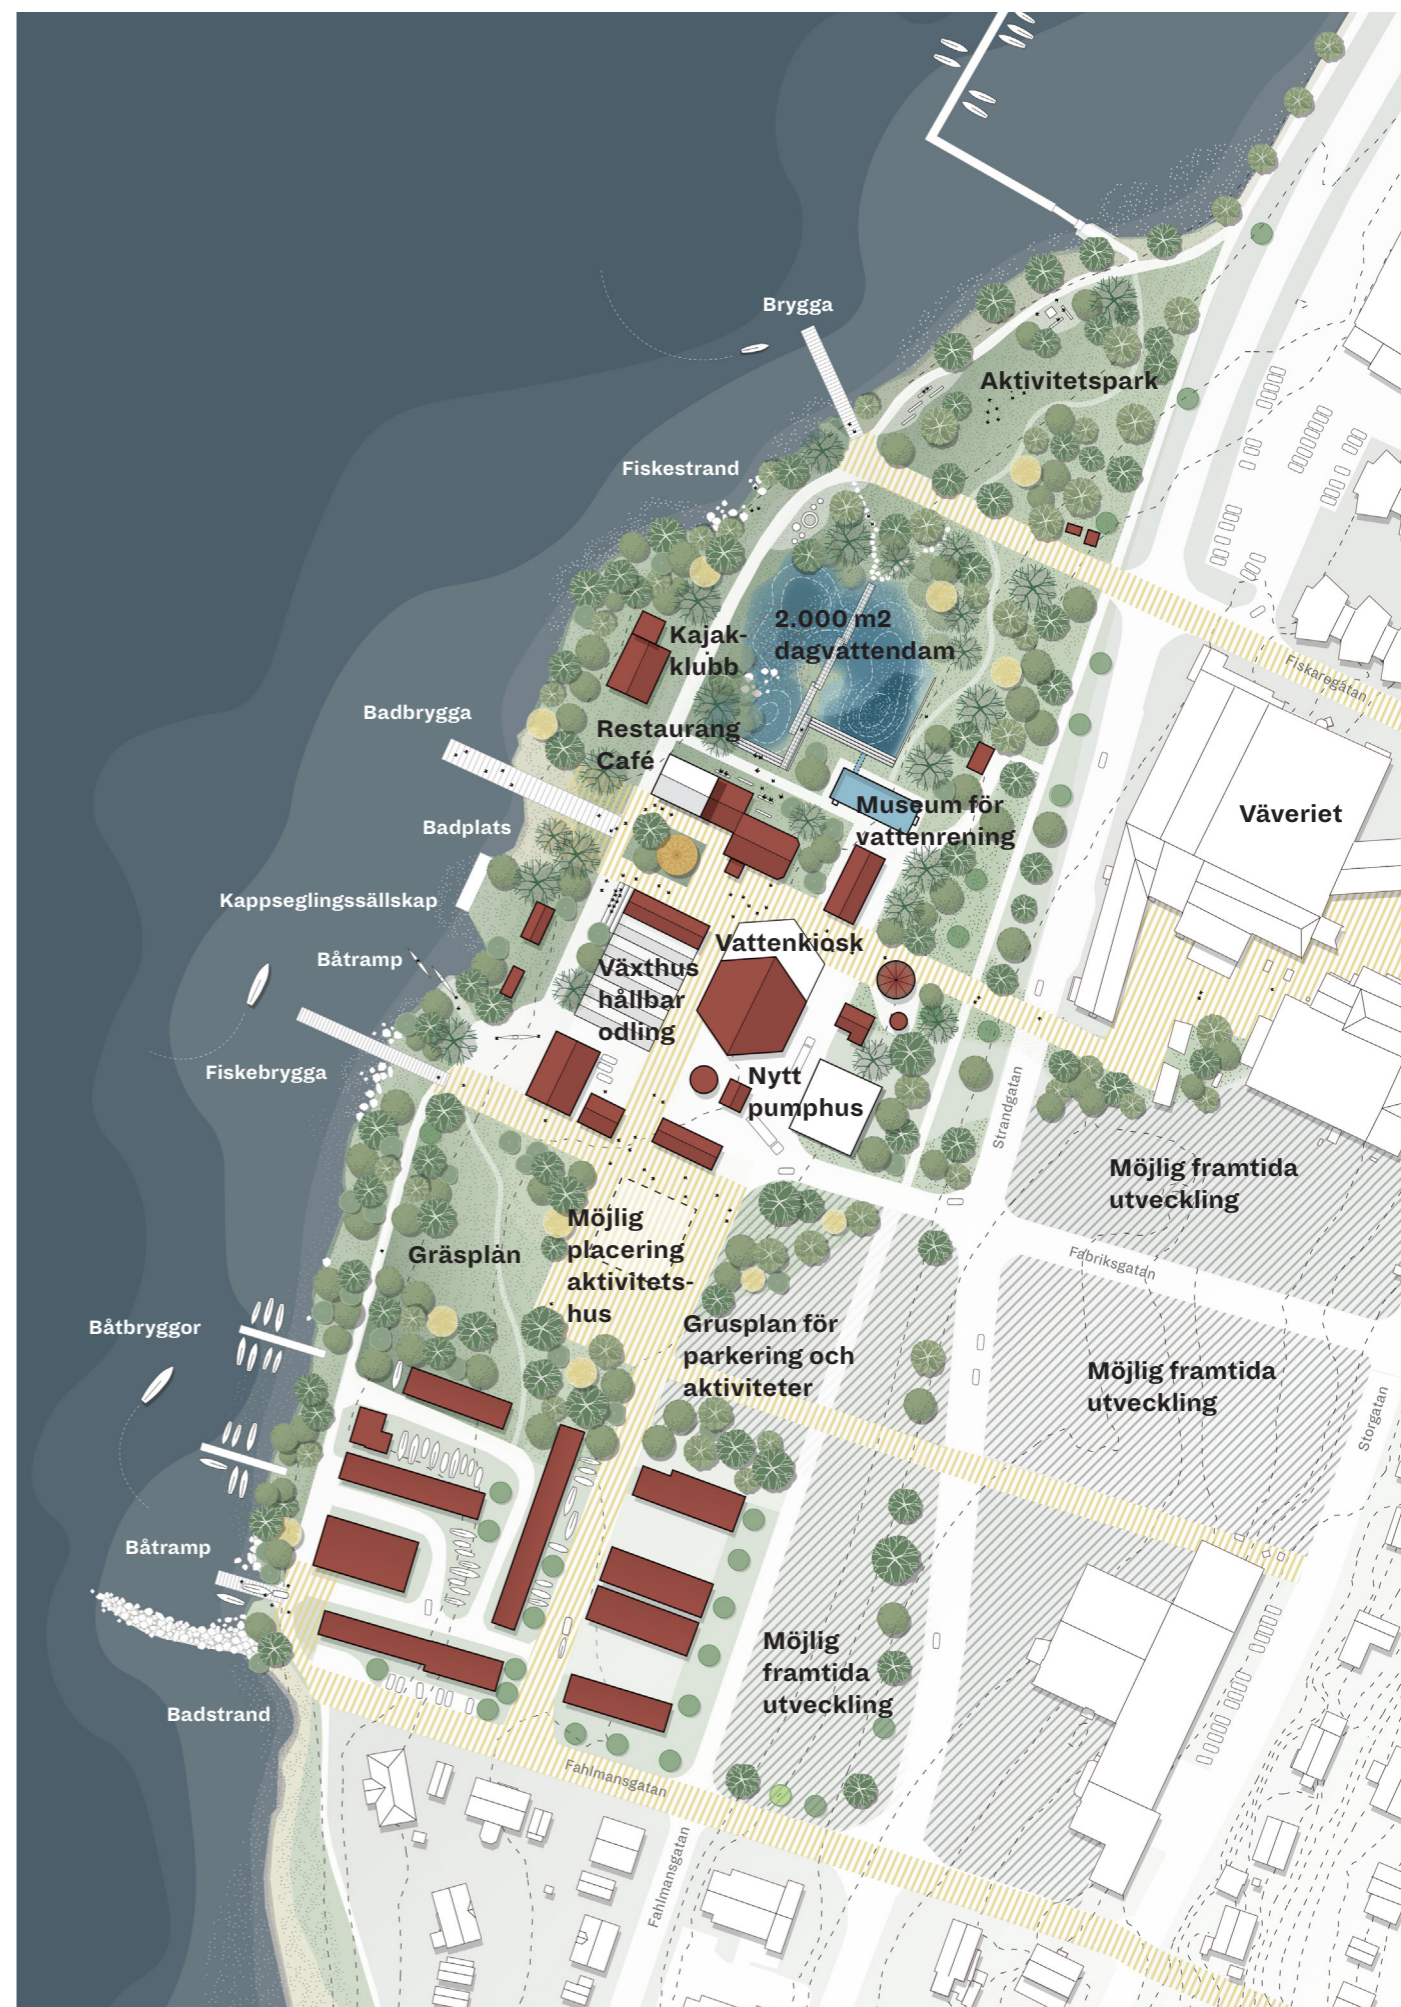 Brygga
Aktivitetspark
Fiskestrand
2.000 m2
dagvattendam
Kajak-
klubb
Fiskaregatan
Badbrygga
Restaurang
Café
Museum för
vattenrening
Väveriet
Badplats
Kappseglingssällskap
Vattenkiosk
Båtramp
Växthus
hållbar
odling
Fiskebrygga
Nytt
pumphus
Strandgatan
Möjlig framtida
utveckling
Möjlig
placering
aktivitets-
hus
Gräsplan
Fabriksgatan
Båtbryggor
Grusplan för
parkering och
aktiviteter
Möjlig framtida
utveckling
Storgatan
Båtramp
Möjlig
framtida
utveckling
Badstrand
Fahlmansgatan
Fahlmansgatan